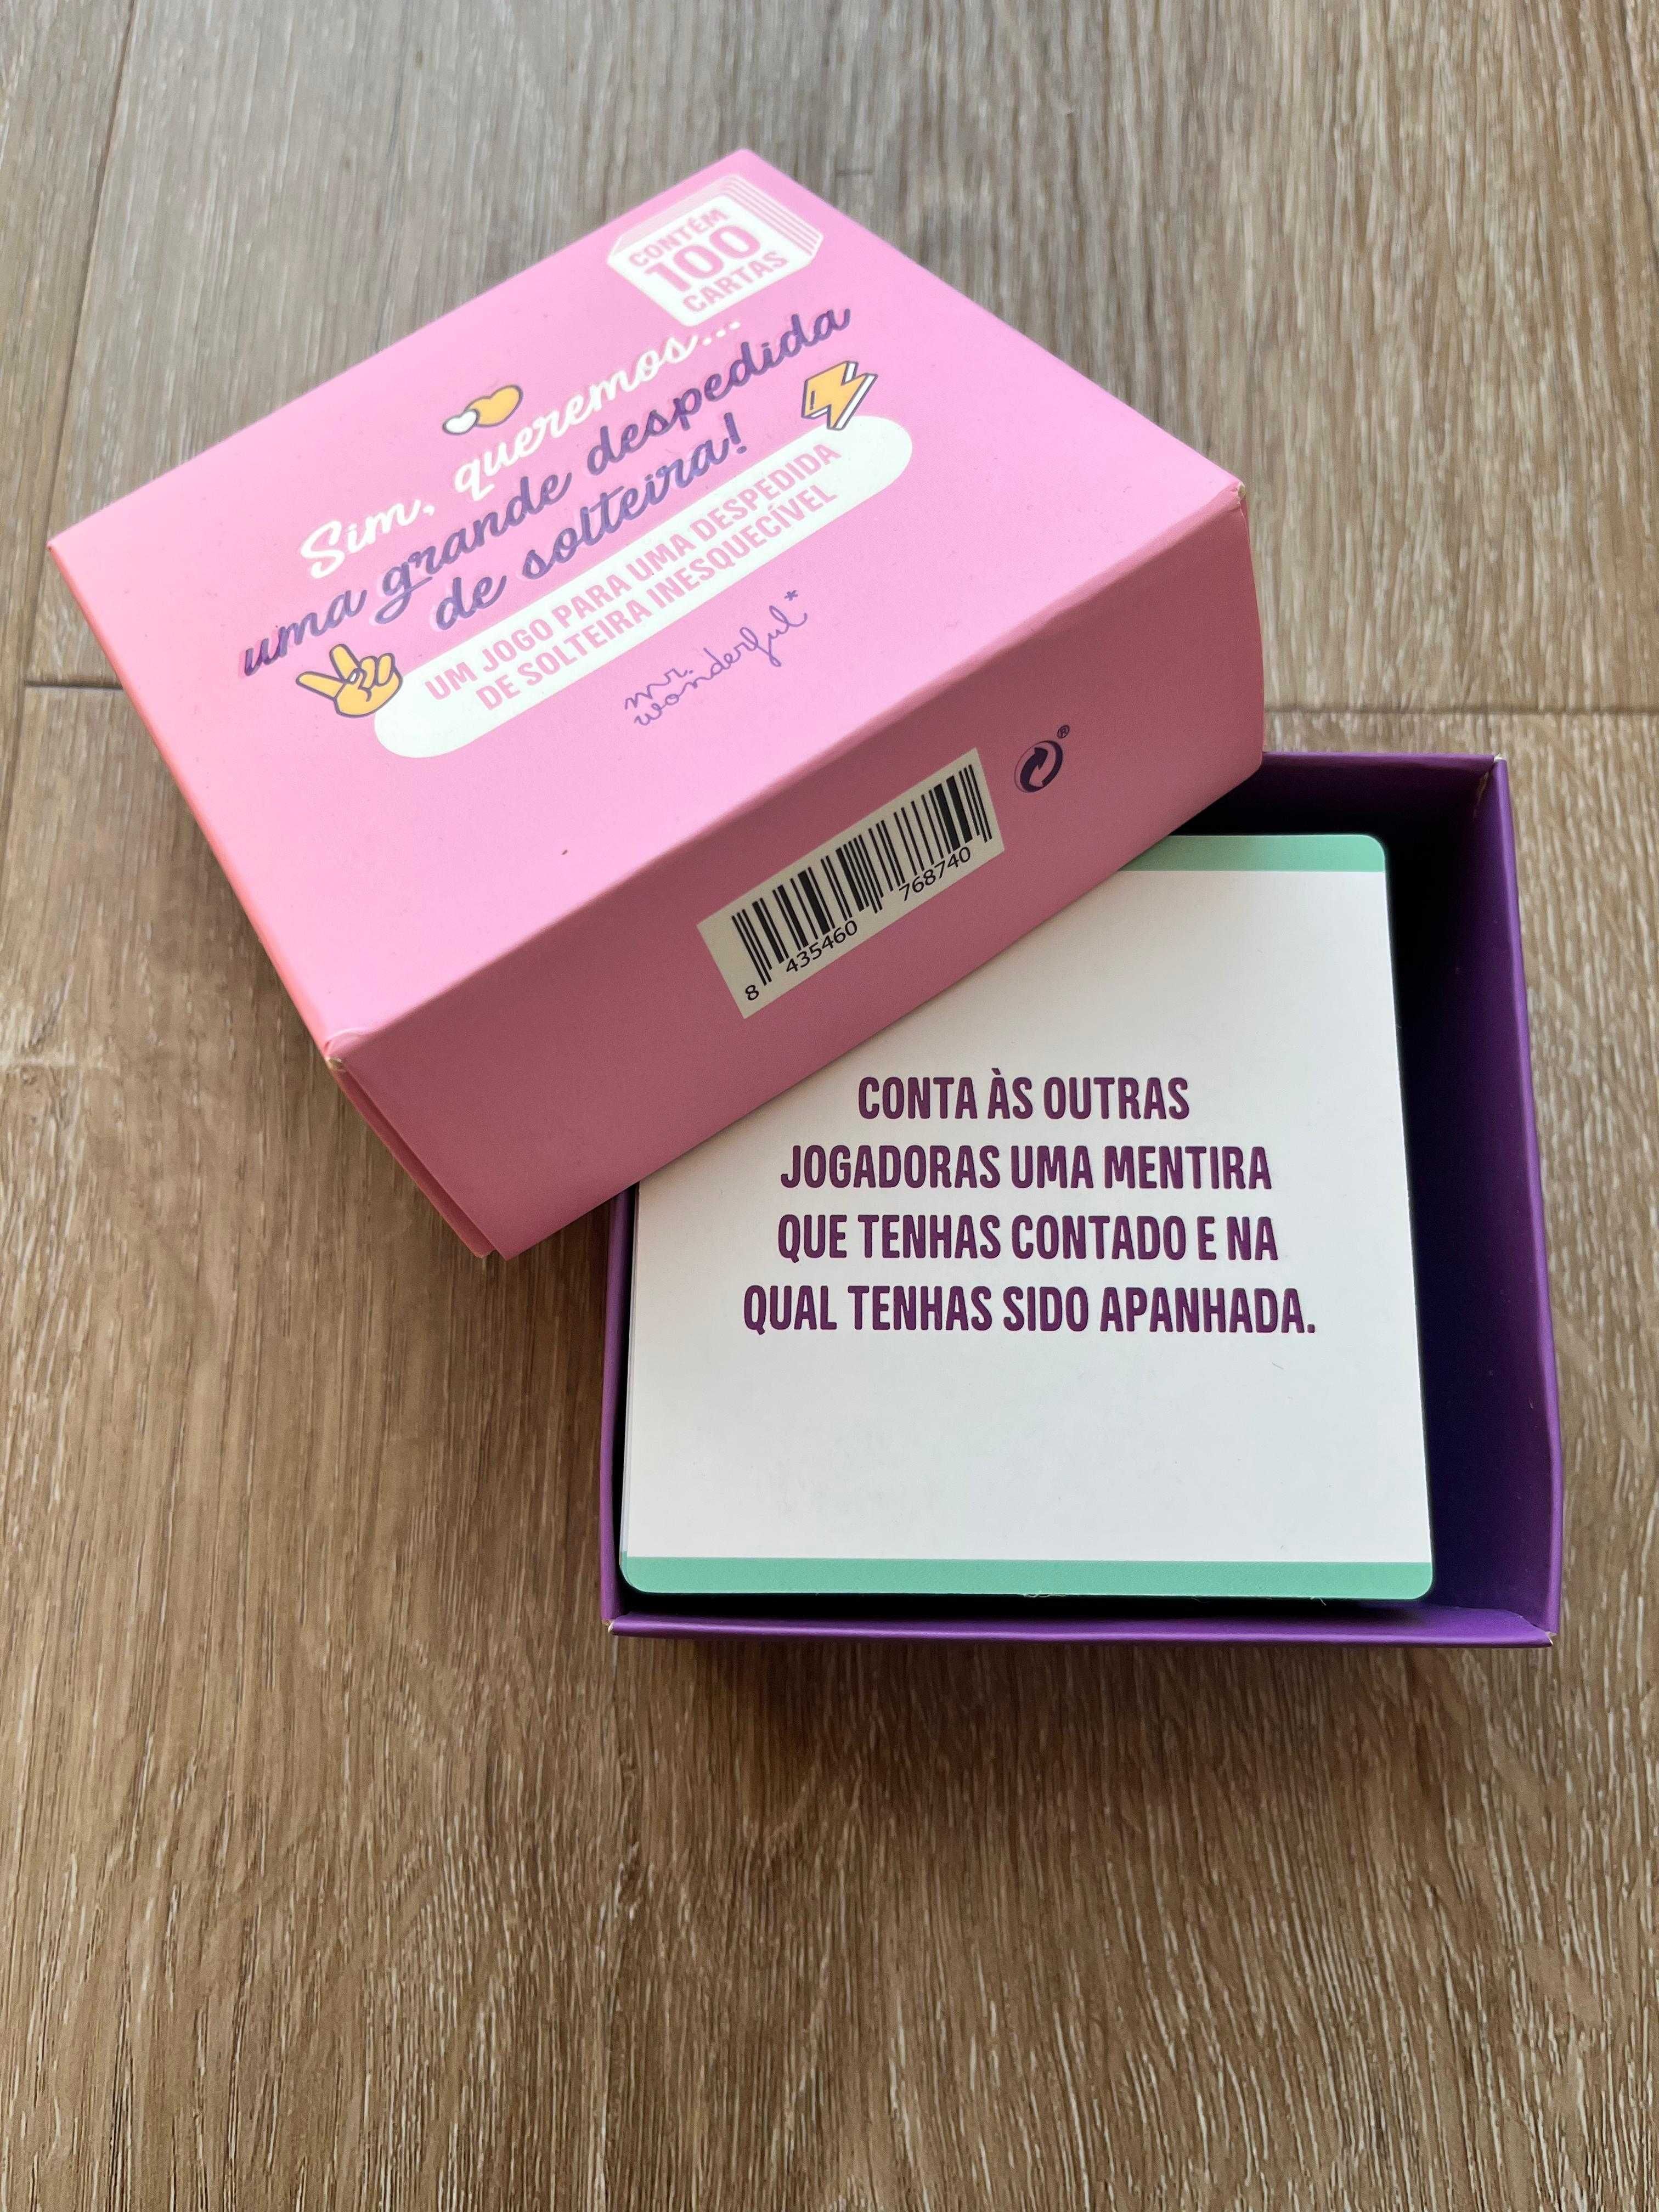 CONTÉM
100
CARTAS
Sim, queremos...
uma grande despedida
de solteira!
UM JOGO PARA UMA DESPEDIDA
DE SOLTEIRA INESQUECÍVEL
mr.
wonderful*
8 435460 768740
®
CONTA ÀS OUTRAS
JOGADORAS UMA MENTIRA
QUE TENHAS CONTADO E NA
QUAL TENHAS SIDO APANHADA.